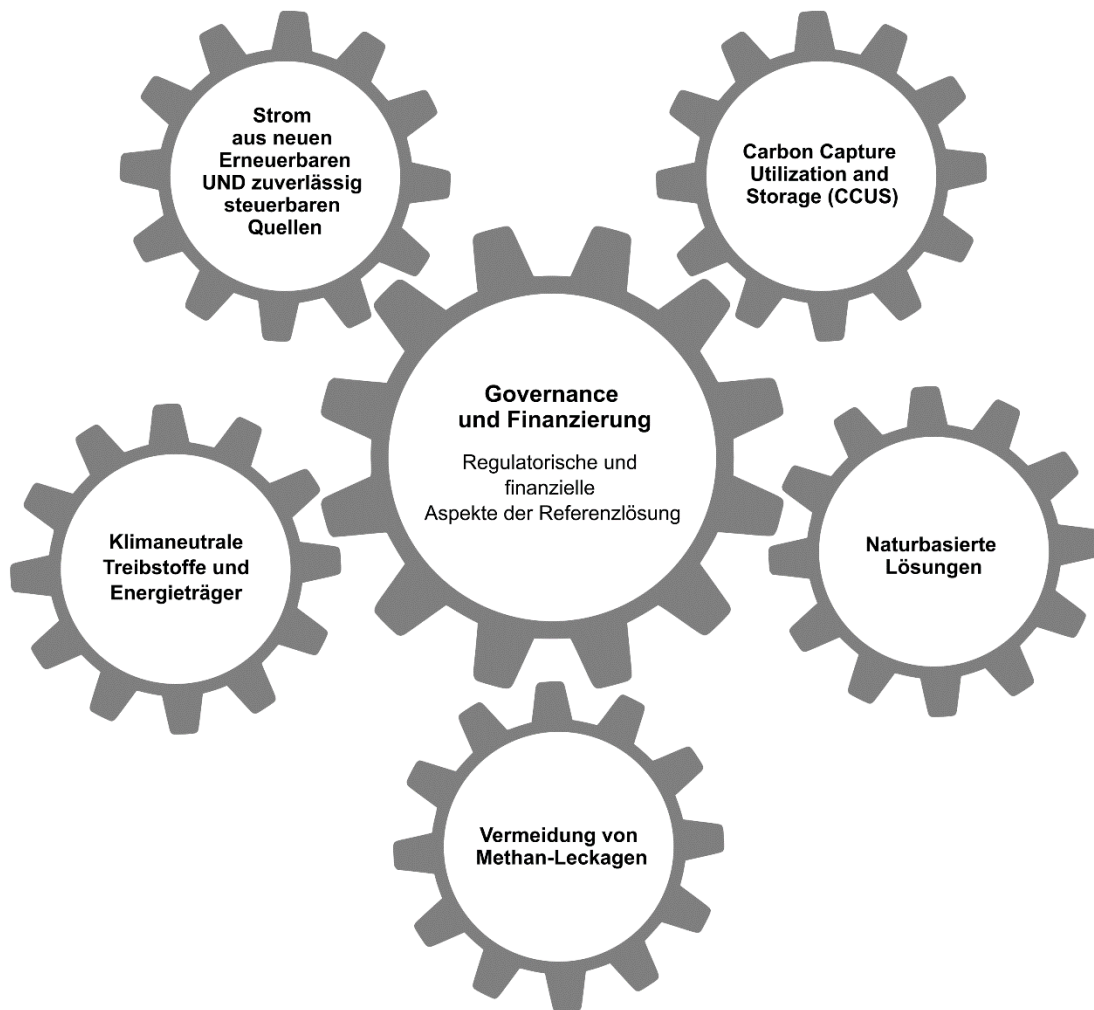 Strom
aus neuen
Erneuerbaren
UND zuverlässig
steuerbaren
Quellen
Carbon Capture
Utilization and
Storage (CCUS)
Governance
und Finanzierung
Regulatorische und
finanzielle
Aspekte der Referenzlösung
Klimaneutrale
Treibstoffe und
Energieträger
Naturbasierte
Lösungen
Vermeidung von
Methan-Leckagen